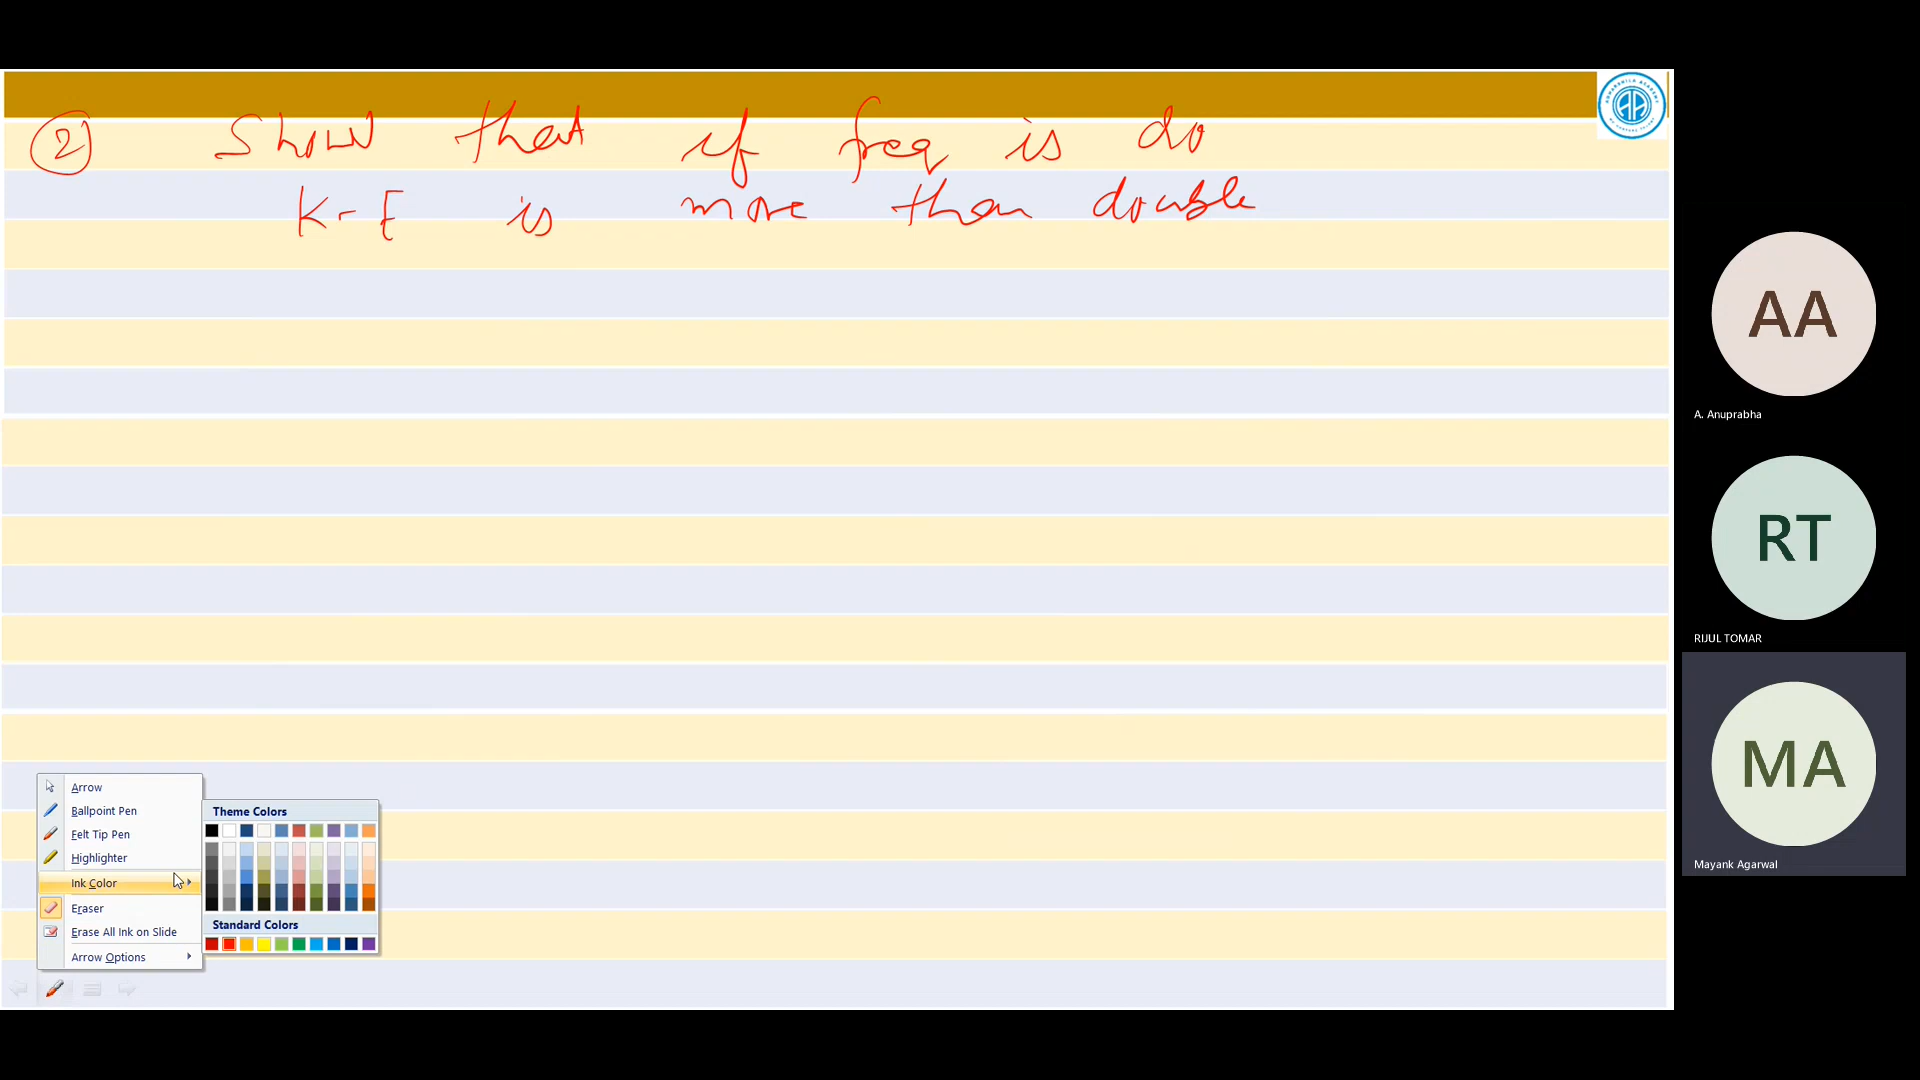 ② Show that if freq is do
K-E is more than double
AA
A. Anuprabha
RT
RIJUL TOMAR
MA
Mayank Agarwal
Arrow
Ballpoint Pen
Felt Tip Pen
Highlighter
Ink Color
Eraser
Erase All Ink on Slide
Arrow Options
Theme Colors
Standard Colors